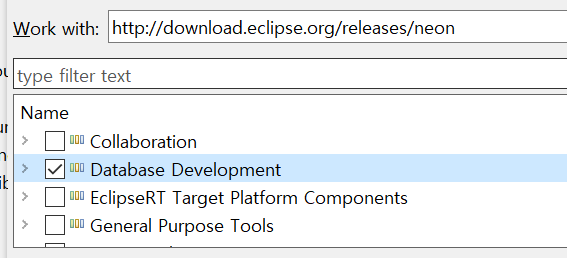 Work with: http://download.eclipse.org/releases/neon
type filter text
Name
Collaboration
Database Development
EclipseRT Target Platform Components
General Purpose Tools